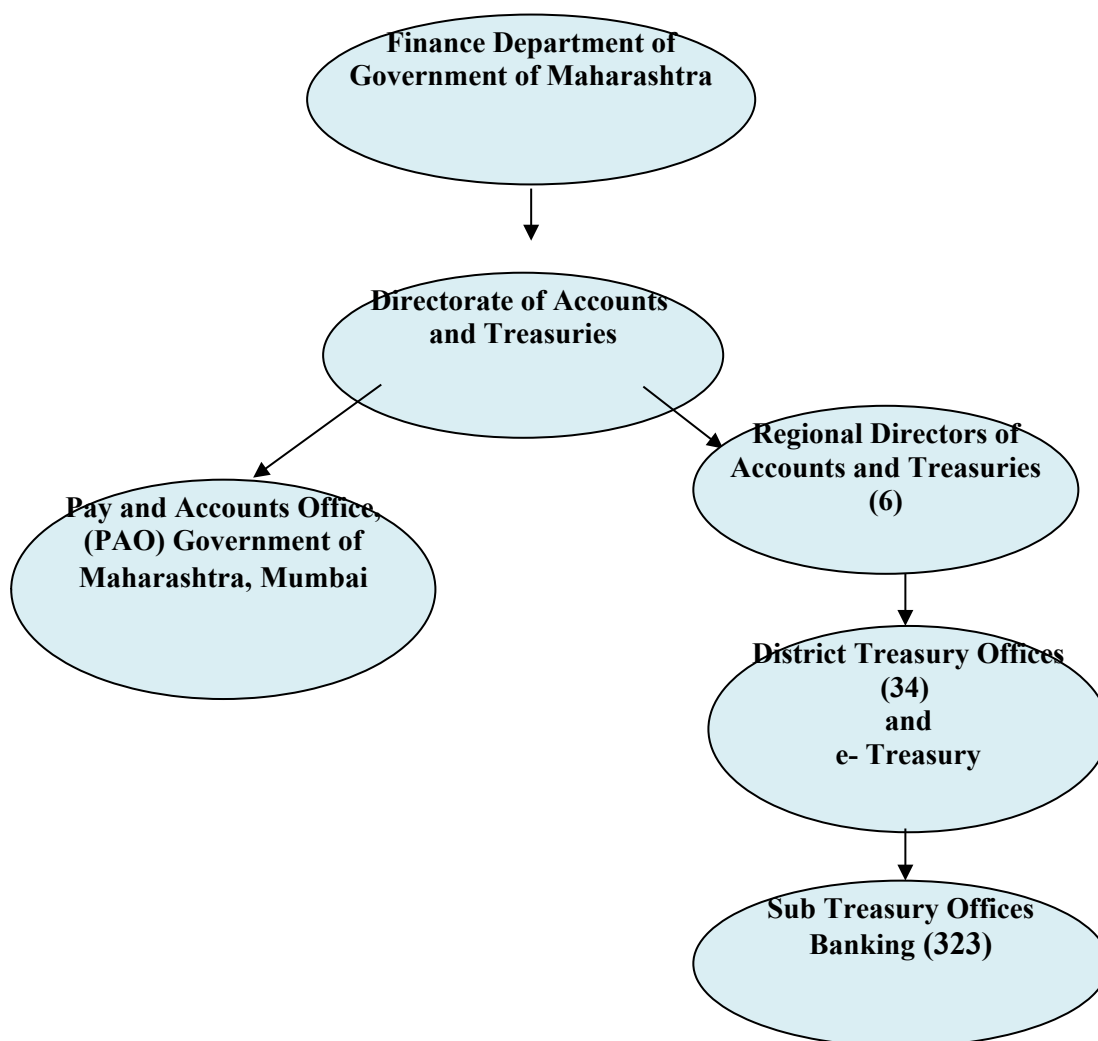 Finance Department of
Government of Maharashtra
Directorate of Accounts
and Treasuries
Regional Directors of
Accounts and Treasuries
(6)
Pay and Accounts Office,
(PAO) Government of
Maharashtra, Mumbai
District Treasury Offices
(34)
and
e- Treasury
Sub Treasury Offices
Banking (323)